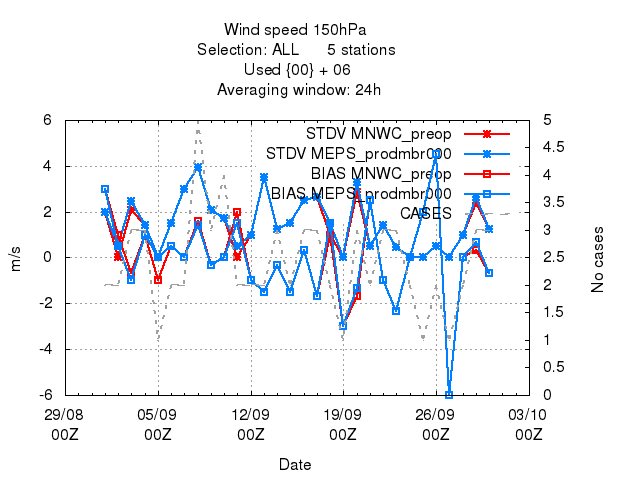 Wind speed 150hPa
Selection: ALL 5 stations
Used {00} + 06
Averaging window: 24h
STDV MNWC_preop
STDV MEPS_prodmbr000
BIAS MNWC_preop
BIAS MEPS_prodmbr000
CASES
m/s
6
4
2
0
-2
-4
-6
No cases
5
4.5
4
3.5
3
2.5
2
1.5
1
0.5
0
29/08 05/09 12/09 19/09 26/09 03/10
00Z 00Z 00Z 00Z 00Z 00Z
Date